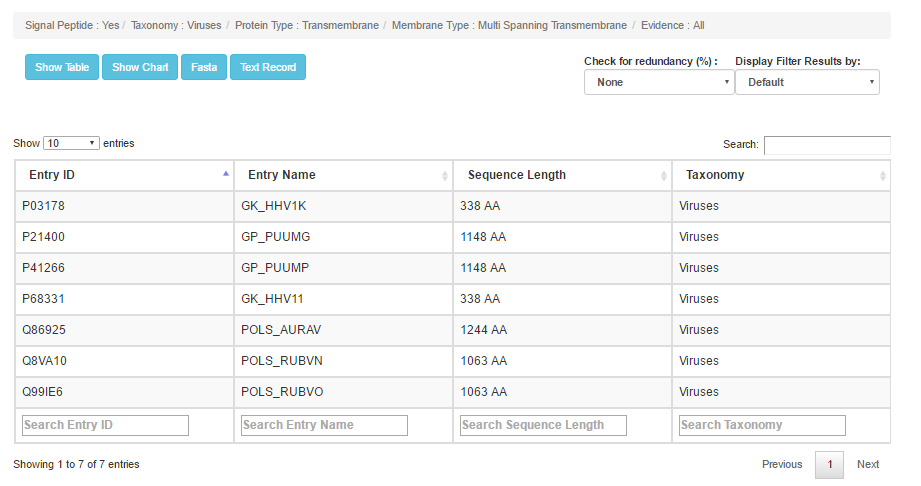 Signal Peptide : Yes / Taxonomy : Viruses / Protein Type : Transmembrane / Membrane Type : Multi Spanning Transmembrane / Evidence : All
Show Table Show Chart Fasta Text Record
Check for redundancy (%) : Display Filter Results by:
None Default
Show 10 entries Search:
Entry ID Entry Name Sequence Length Taxonomy
P03178 GK_HHV1K 338 AA Viruses
P21400 GP_PUUMG 1148 AA Viruses
P41266 GP_PUUMP 1148 AA Viruses
P68331 GK_HHV11 338 AA Viruses
Q86925 POLS_AURAV 1244 AA Viruses
Q8VA10 POLS_RUBVN 1063 AA Viruses
Q99IE6 POLS_RUBVO 1063 AA Viruses
Search Entry ID Search Entry Name Search Sequence Length Search Taxonomy
Showing 1 to 7 of 7 entries Previous 1 Next